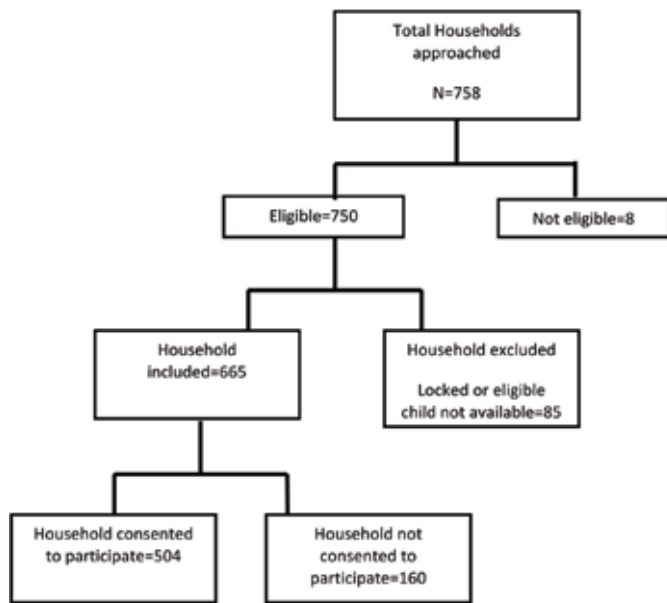 Total Households
approached
N=758
Eligible=750
Not eligible=8
Household
included=665
Household excluded
Locked or eligible
child not available=85
Household consented
to participate=504
Household not
consented to
participate=160